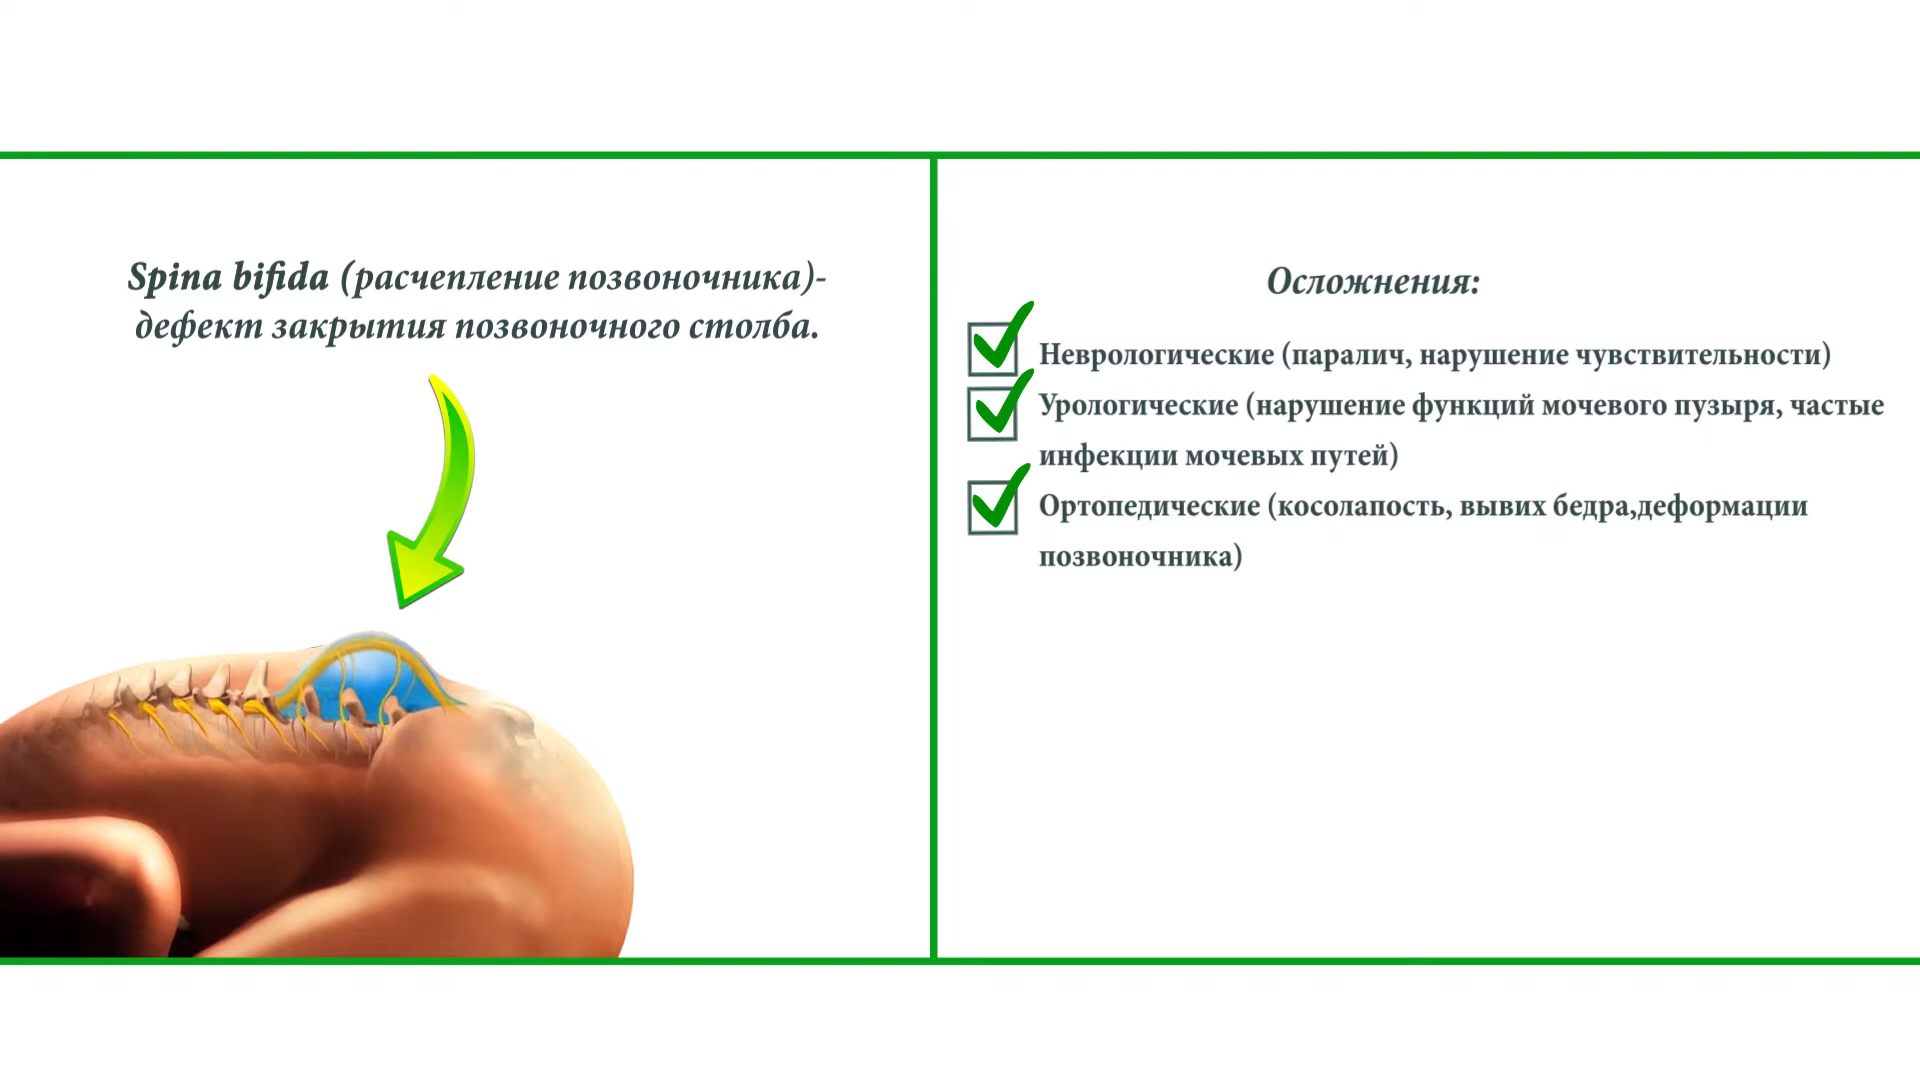 Spina bifida (расчепление позвоночника)-
дефект закрытия позвоночного столба.
Осложнения:
Неврологические (паралич, нарушение чувствительности)
Урологические (нарушение функций мочевого пузыря, частые
инфекции мочевых путей)
Ортопедические (косолапость, вывих бедра,деформации
позвоночника)